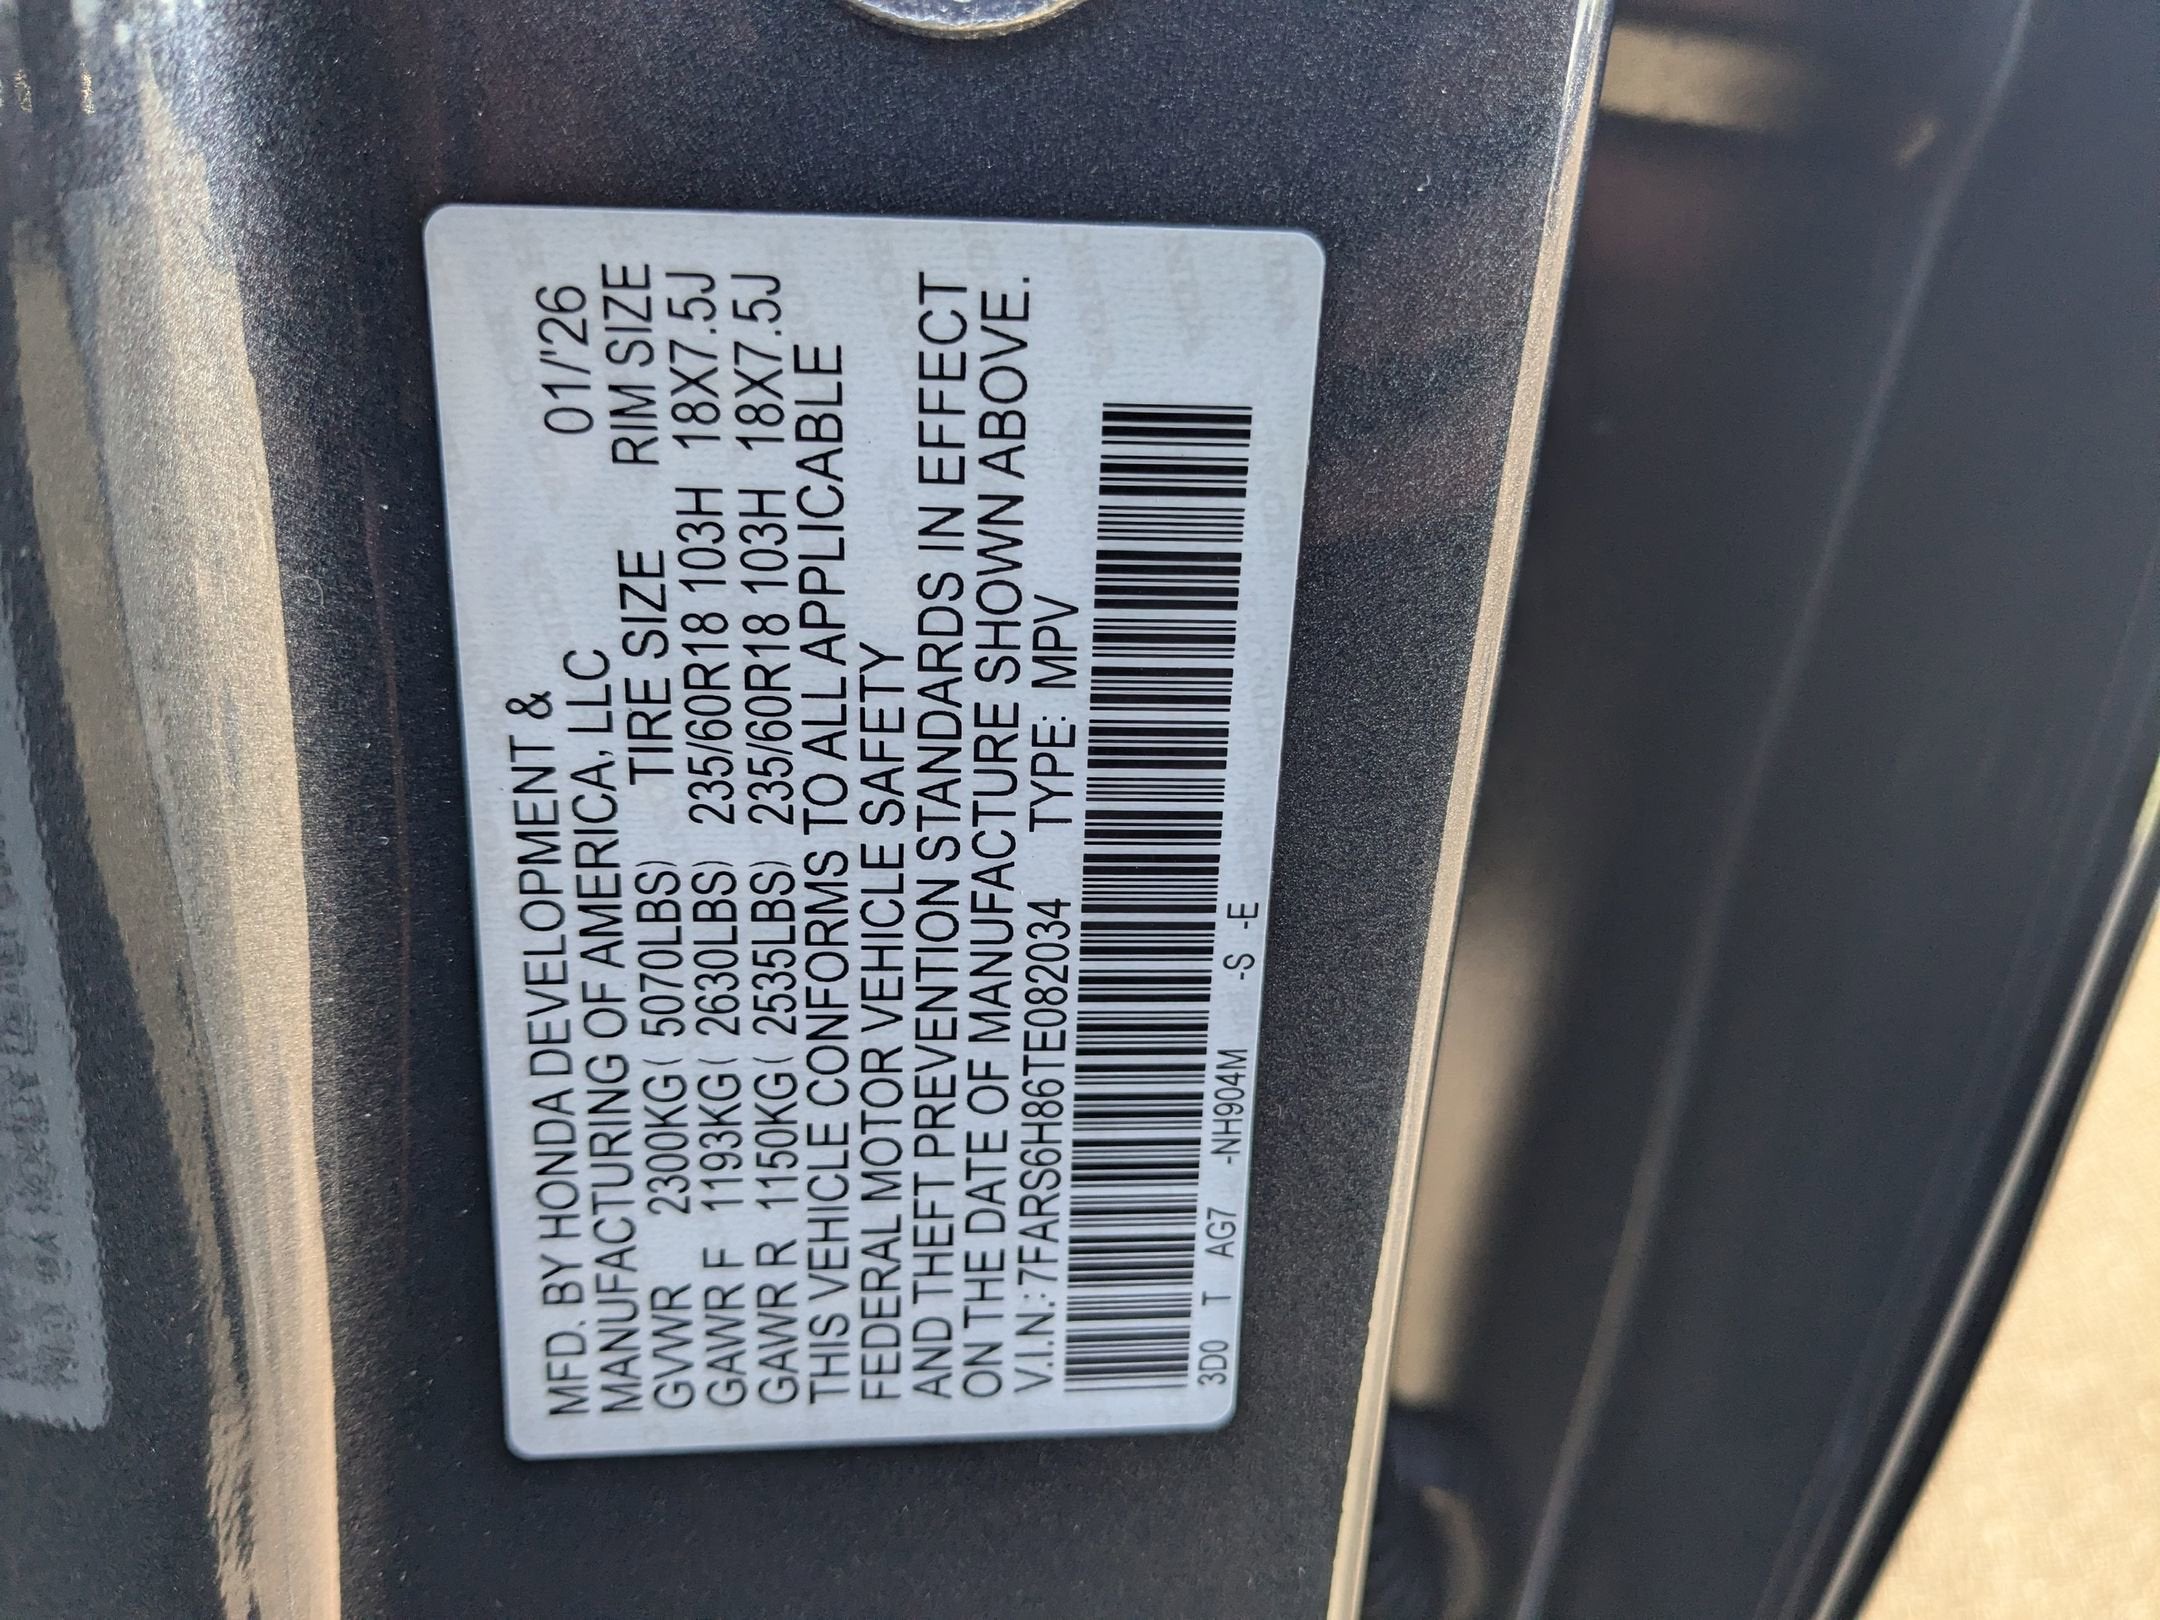 MFD. BY HONDA DEVELOPMENT &
MANUFACTURING OF AMERICA, LLC 01/'26
TIRE SIZE RIM SIZE
GVWR 2300KG( 5070LBS) 235/60R18 103H 18X7.5J
GAWR F 1193KG( 2630LBS) 235/60R18 103H 18X7.5J
GAWR R 1150KG( 2535LBS)
THIS VEHICLE CONFORMS TO ALL APPLICABLE
FEDERAL MOTOR VEHICLE SAFETY
AND THEFT PREVENTION STANDARDS IN EFFECT
ON THE DATE OF MANUFACTURE SHOWN ABOVE.
V.I.N.: 7FARS6H86TE082034 TYPE: MPV
3D0 T AG7 -NH904M -S -E